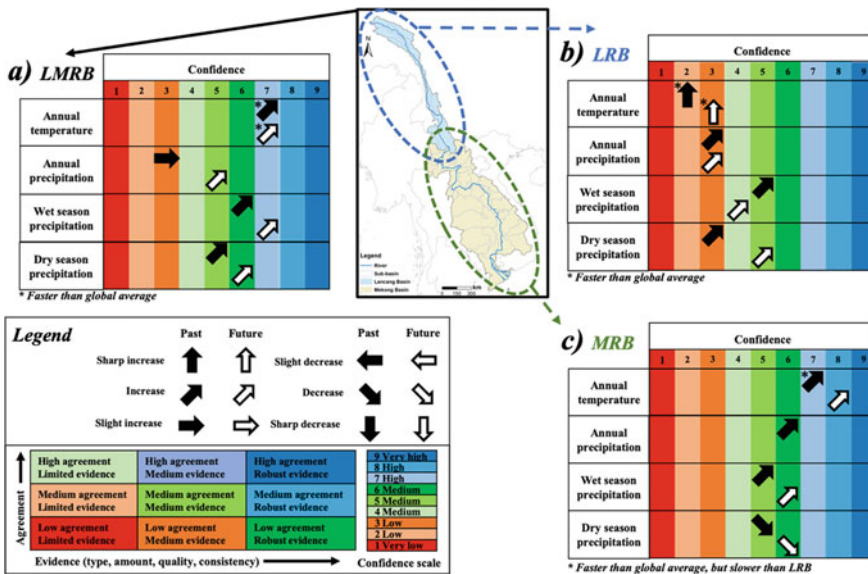 a) LMRB
Confidence
1 2 3 4 5 6 7 8 9
Annual
temperature
*
*
Annual
precipitation
Wet season
precipitation
Dry season
precipitation
* Faster than global average
N
Legend
River
Sub-basin
Lancang Basin
Mekong Basin
km
b) LRB
Confidence
1 2 3 4 5 6 7 8 9
Annual
temperature
*
*
Annual
precipitation
Wet season
precipitation
Dry season
precipitation
* Faster than global average
Legend
Past Future Past Future
Sharp increase Slight decrease
Increase Decrease
Slight increase Sharp decrease
Agreement
High agreement
Limited evidence
High agreement
Medium evidence
High agreement
Robust evidence
Medium agreement
Limited evidence
Medium agreement
Medium evidence
Medium agreement
Robust evidence
Low agreement
Limited evidence
Low agreement
Medium evidence
Low agreement
Robust evidence
Evidence (type, amount, quality, consistency)
9 Very high
8 High
7 High
6 Medium
5 Medium
4 Medium
3 Low
2 Low
1 Very low
Confidence scale
c) MRB
Confidence
1 2 3 4 5 6 7 8 9
Annual
temperature
*
Annual
precipitation
Wet season
precipitation
Dry season
precipitation
* Faster than global average, but slower than LRB